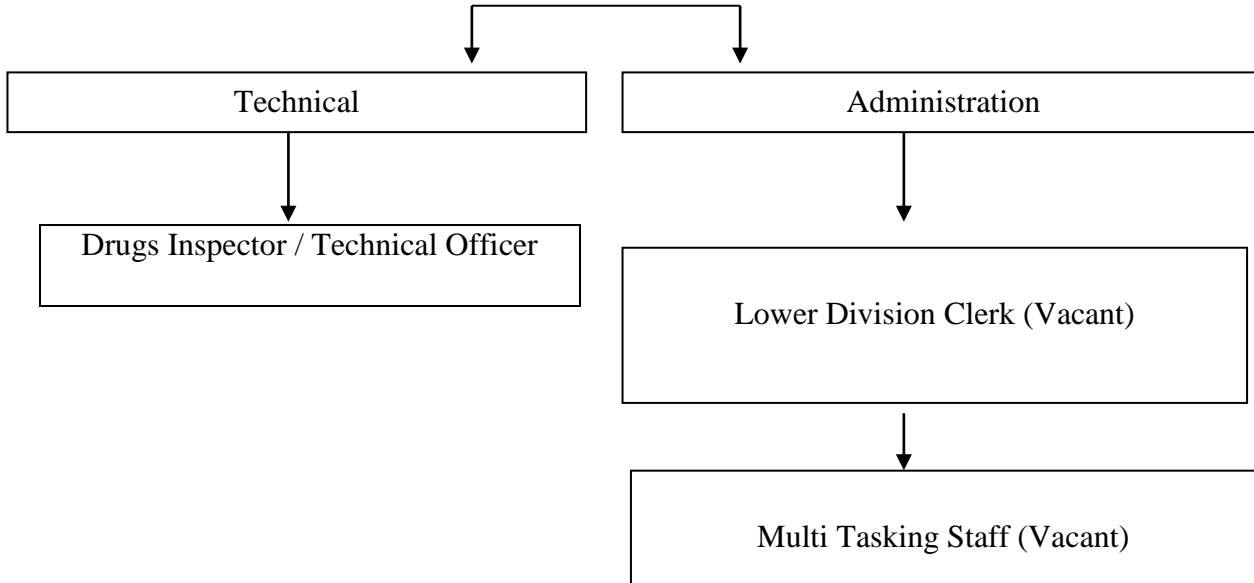 Technical
Administration
Drugs Inspector / Technical Officer
Lower Division Clerk (Vacant)
Multi Tasking Staff (Vacant)